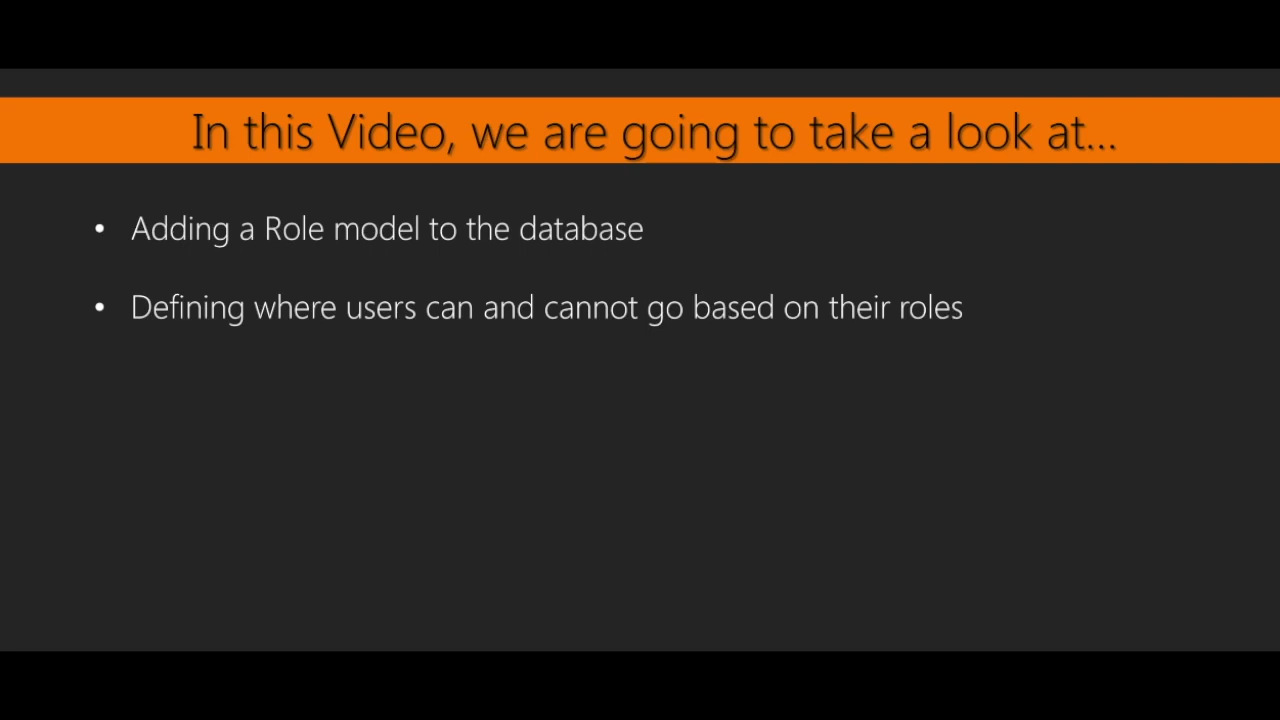 In this Video, we are going to take a look at...
• Adding a Role model to the database
• Defining where users can and cannot go based on their roles